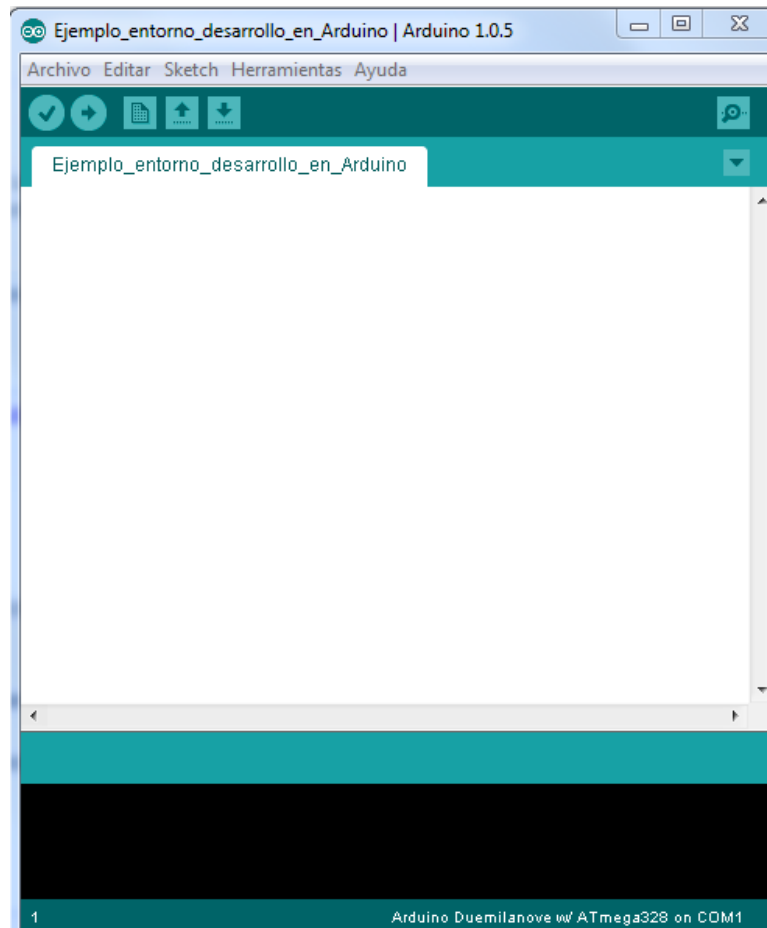 Ejemplo_entorno_desarrollo_en_Arduino | Arduino 1.0.5
Archivo Editar Sketch Herramientas Ayuda
Ejemplo_entorno_desarrollo_en_Arduino
1 Arduino Duemilanove w/ ATmega328 on COM1